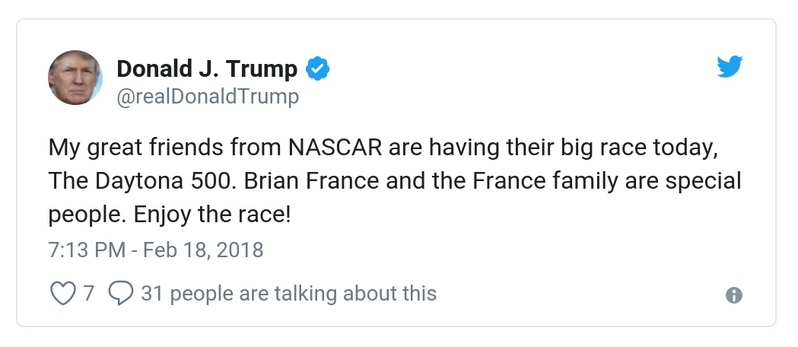 Donald J. Trump
@realDonaldTrump
My great friends from NASCAR are having their big race today,
The Daytona 500. Brian France and the France family are special
people. Enjoy the race!
7:13 PM - Feb 18, 2018
7 31 people are talking about this